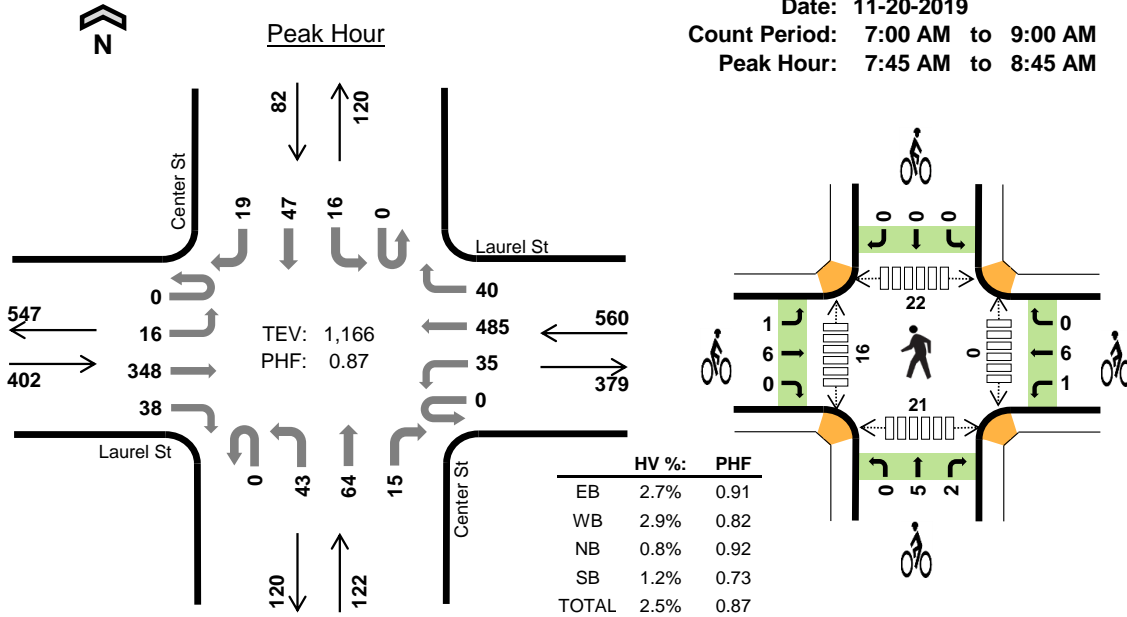 N
Peak Hour
Date: 11-20-2019
Count Period: 7:00 AM to 9:00 AM
Peak Hour: 7:45 AM to 8:45 AM
82
120
Center St
19
47
16
0
Laurel St
0
16
348
38
547
402
TEV: 1,166
PHF: 0.87
40
485
35
0
560
379
Laurel St
0
43
64
15
Center St
120
122
HV %: PHF
EB 2.7% 0.91
WB 2.9% 0.82
NB 0.8% 0.92
SB 1.2% 0.73
TOTAL 2.5% 0.87
0
0
0
22
1
6
0
16
0
0
6
1
21
0
5
2